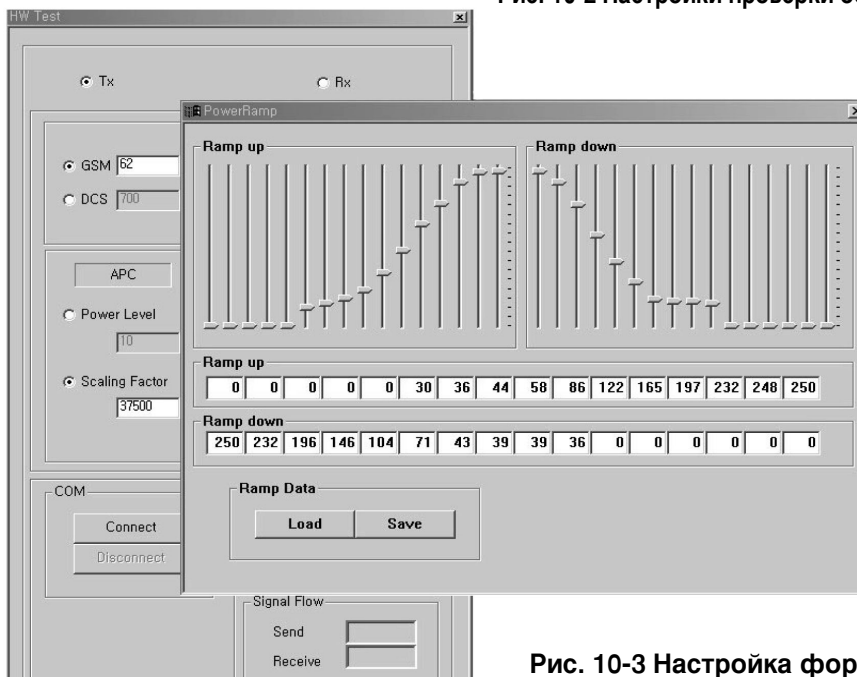 Рис. 10-2 Настройки проверки
HW Test
Tx
Rx
PowerRamp
GSM 62
DCS 700
APC
Power Level
10
Scaling Factor
37500
COM
Connect
Disconnect
Ramp up
Ramp down
Ramp up
0 0 0 0 0 30 36 44 58 86 122 165 197 232 248 250
Ramp down
250 232 196 146 104 71 43 39 39 36 0 0 0 0 0 0
Ramp Data
Load Save
Signal Flow
Send
Receive
Рис. 10-3 Настройка фор